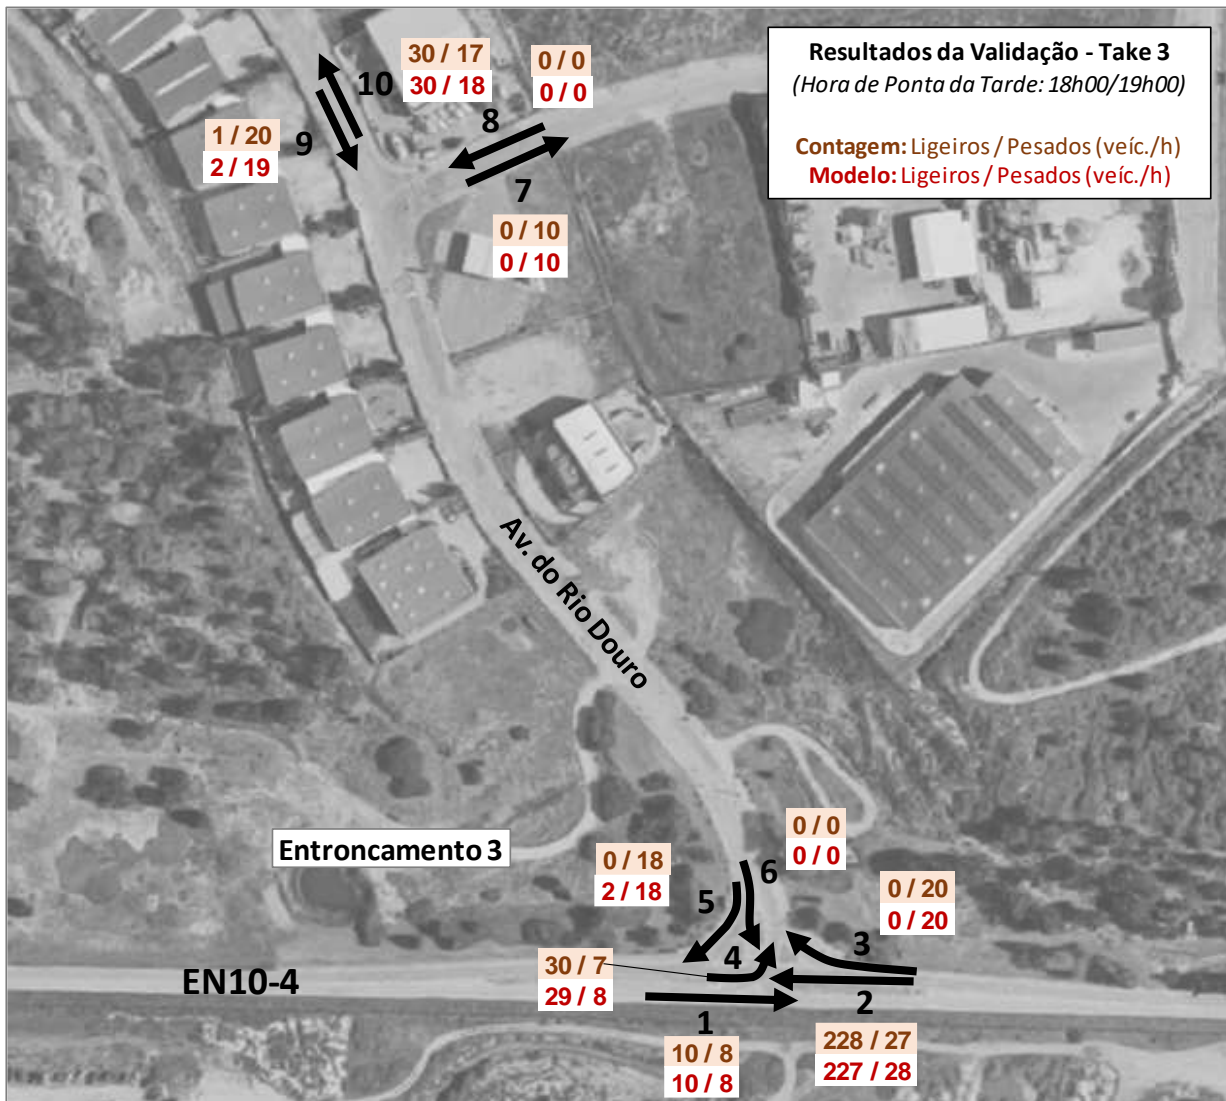 30 / 17
30 / 18
0 / 0
0 / 0
Resultados da Validação - Take 3
(Hora de Ponta da Tarde: 18h00/19h00)
Contagem: Ligeiros / Pesados (veíc./h)
Modelo: Ligeiros / Pesados (veíc./h)
10
8
1 / 20
2 / 19
9
7
0 / 10
0 / 10
Av. do Rio Douro
Entroncamento 3
0 / 0
0 / 0
0 / 18
2 / 18
6
5
0 / 20
0 / 20
3
4
30 / 7
29 / 8
EN10-4
2
1
10 / 8
10 / 8
228 / 27
227 / 28